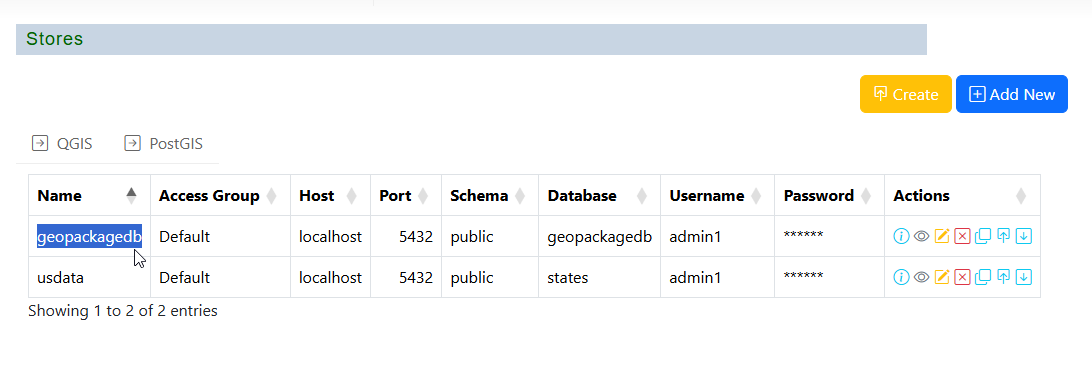 Stores
Create Add New
QGIS PostGIS
Name Access Group Host Port Schema Database Username Password Actions
geopackagedb Default localhost 5432 public geopackagedb admin1 ******
usdata Default localhost 5432 public states admin1 ******
Showing 1 to 2 of 2 entries